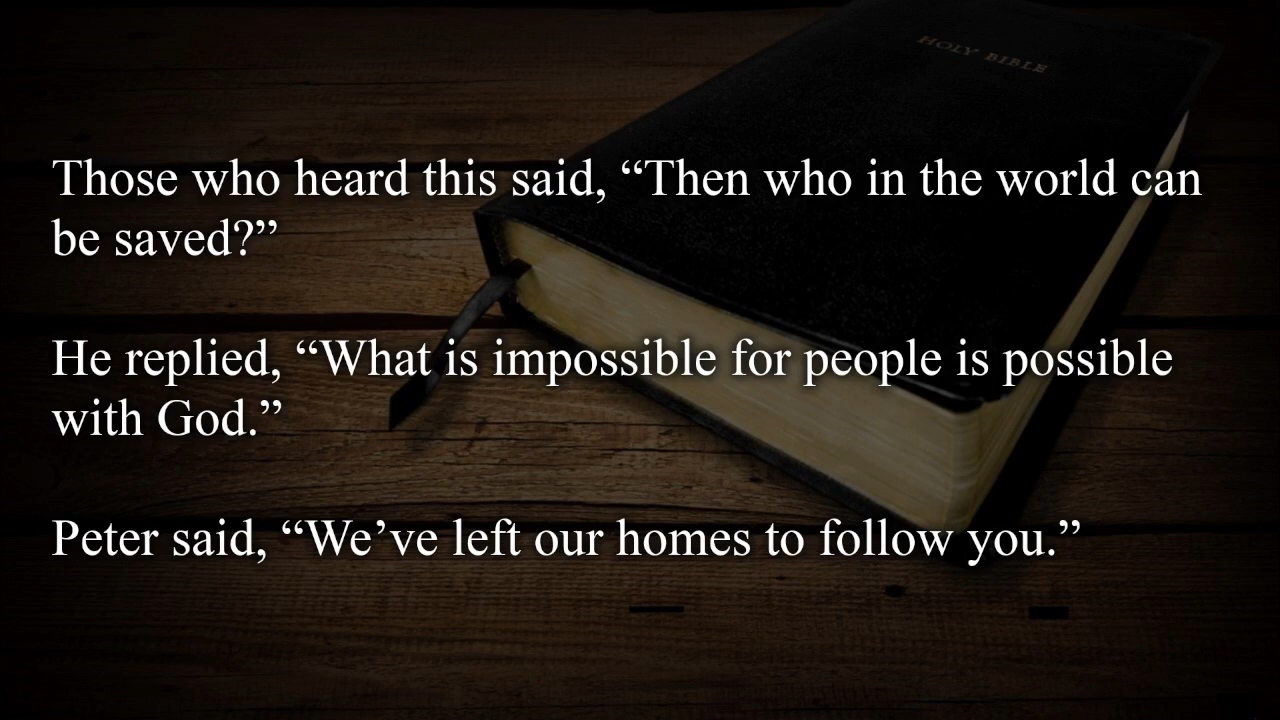 HOLY BIBLE
Those who heard this said, “Then who in the world can
be saved?”
He replied, “What is impossible for people is possible
with God.”
Peter said, “We’ve left our homes to follow you.”